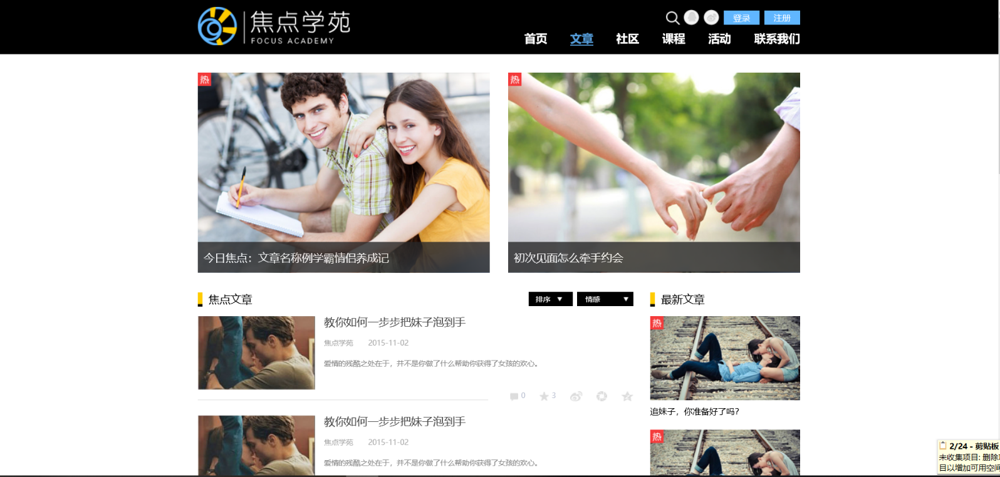 焦点学苑
FOCUS ACADEMY
登录
注册
首页 文章 社区 课程 活动 联系我们
热
今日焦点：文章名称例学霸情侣养成记
热
初次见面怎么牵手约会
焦点文章
排序 ▼
情感 ▼
教你如何一步步把妹子泡到手
焦点学苑 2015-11-02
爱情的残酷之处在于，并不是你做了什么帮助你获得了女孩的欢心。
0 3
教你如何一步步把妹子泡到手
焦点学苑 2015-11-02
爱情的残酷之处在于，并不是你做了什么帮助你获得了女孩的欢心。
最新文章
热
追妹子，你准备好了吗？
热
2/24 - 剪贴板
未收集项目: 删除
目以增加可用空间